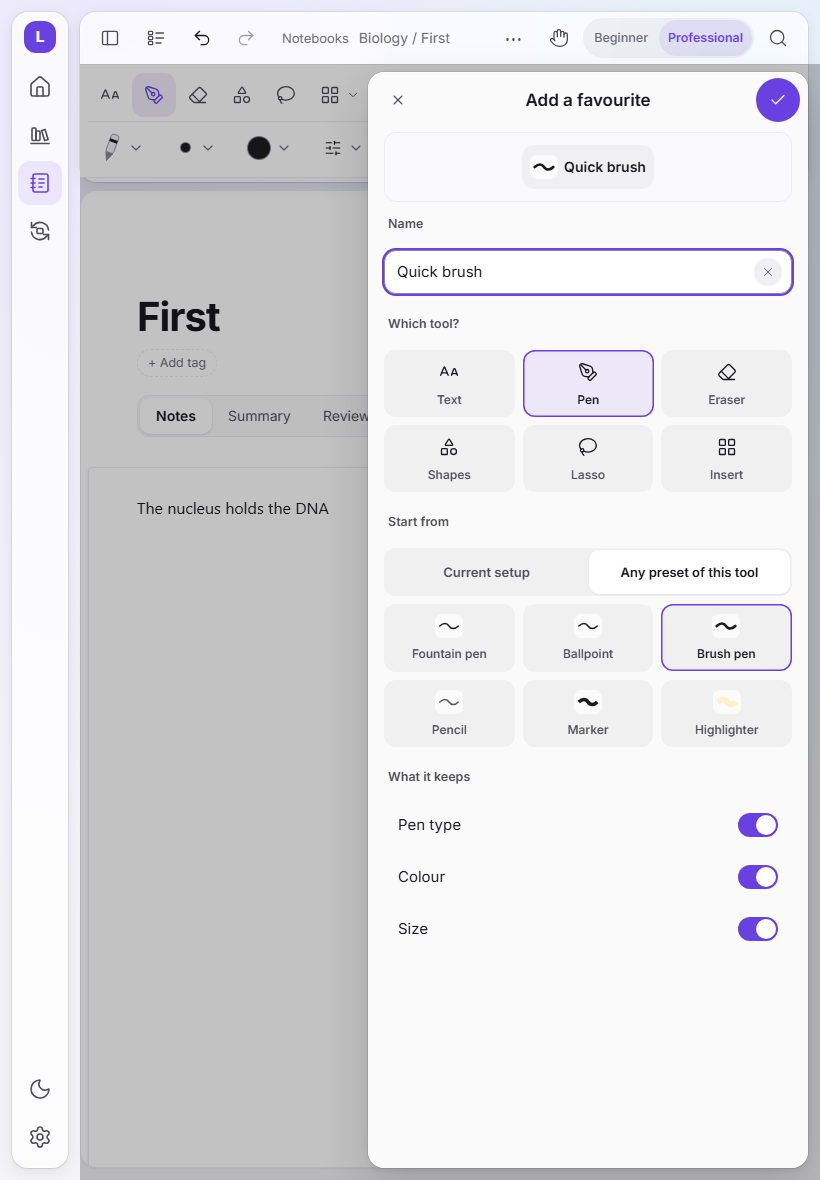 L
Notebooks Biology / First
Beginner Professional
AA
Add a favourite
Quick brush
Name
Quick brush
Which tool?
AA
Text Pen Eraser
Shapes Lasso Insert
Start from
Current setup Any preset of this tool
Fountain pen Ballpoint Brush pen
Pencil Marker Highlighter
What it keeps
Pen type
Colour
Size
First
+ Add tag
Notes Summary Review
The nucleus holds the DNA